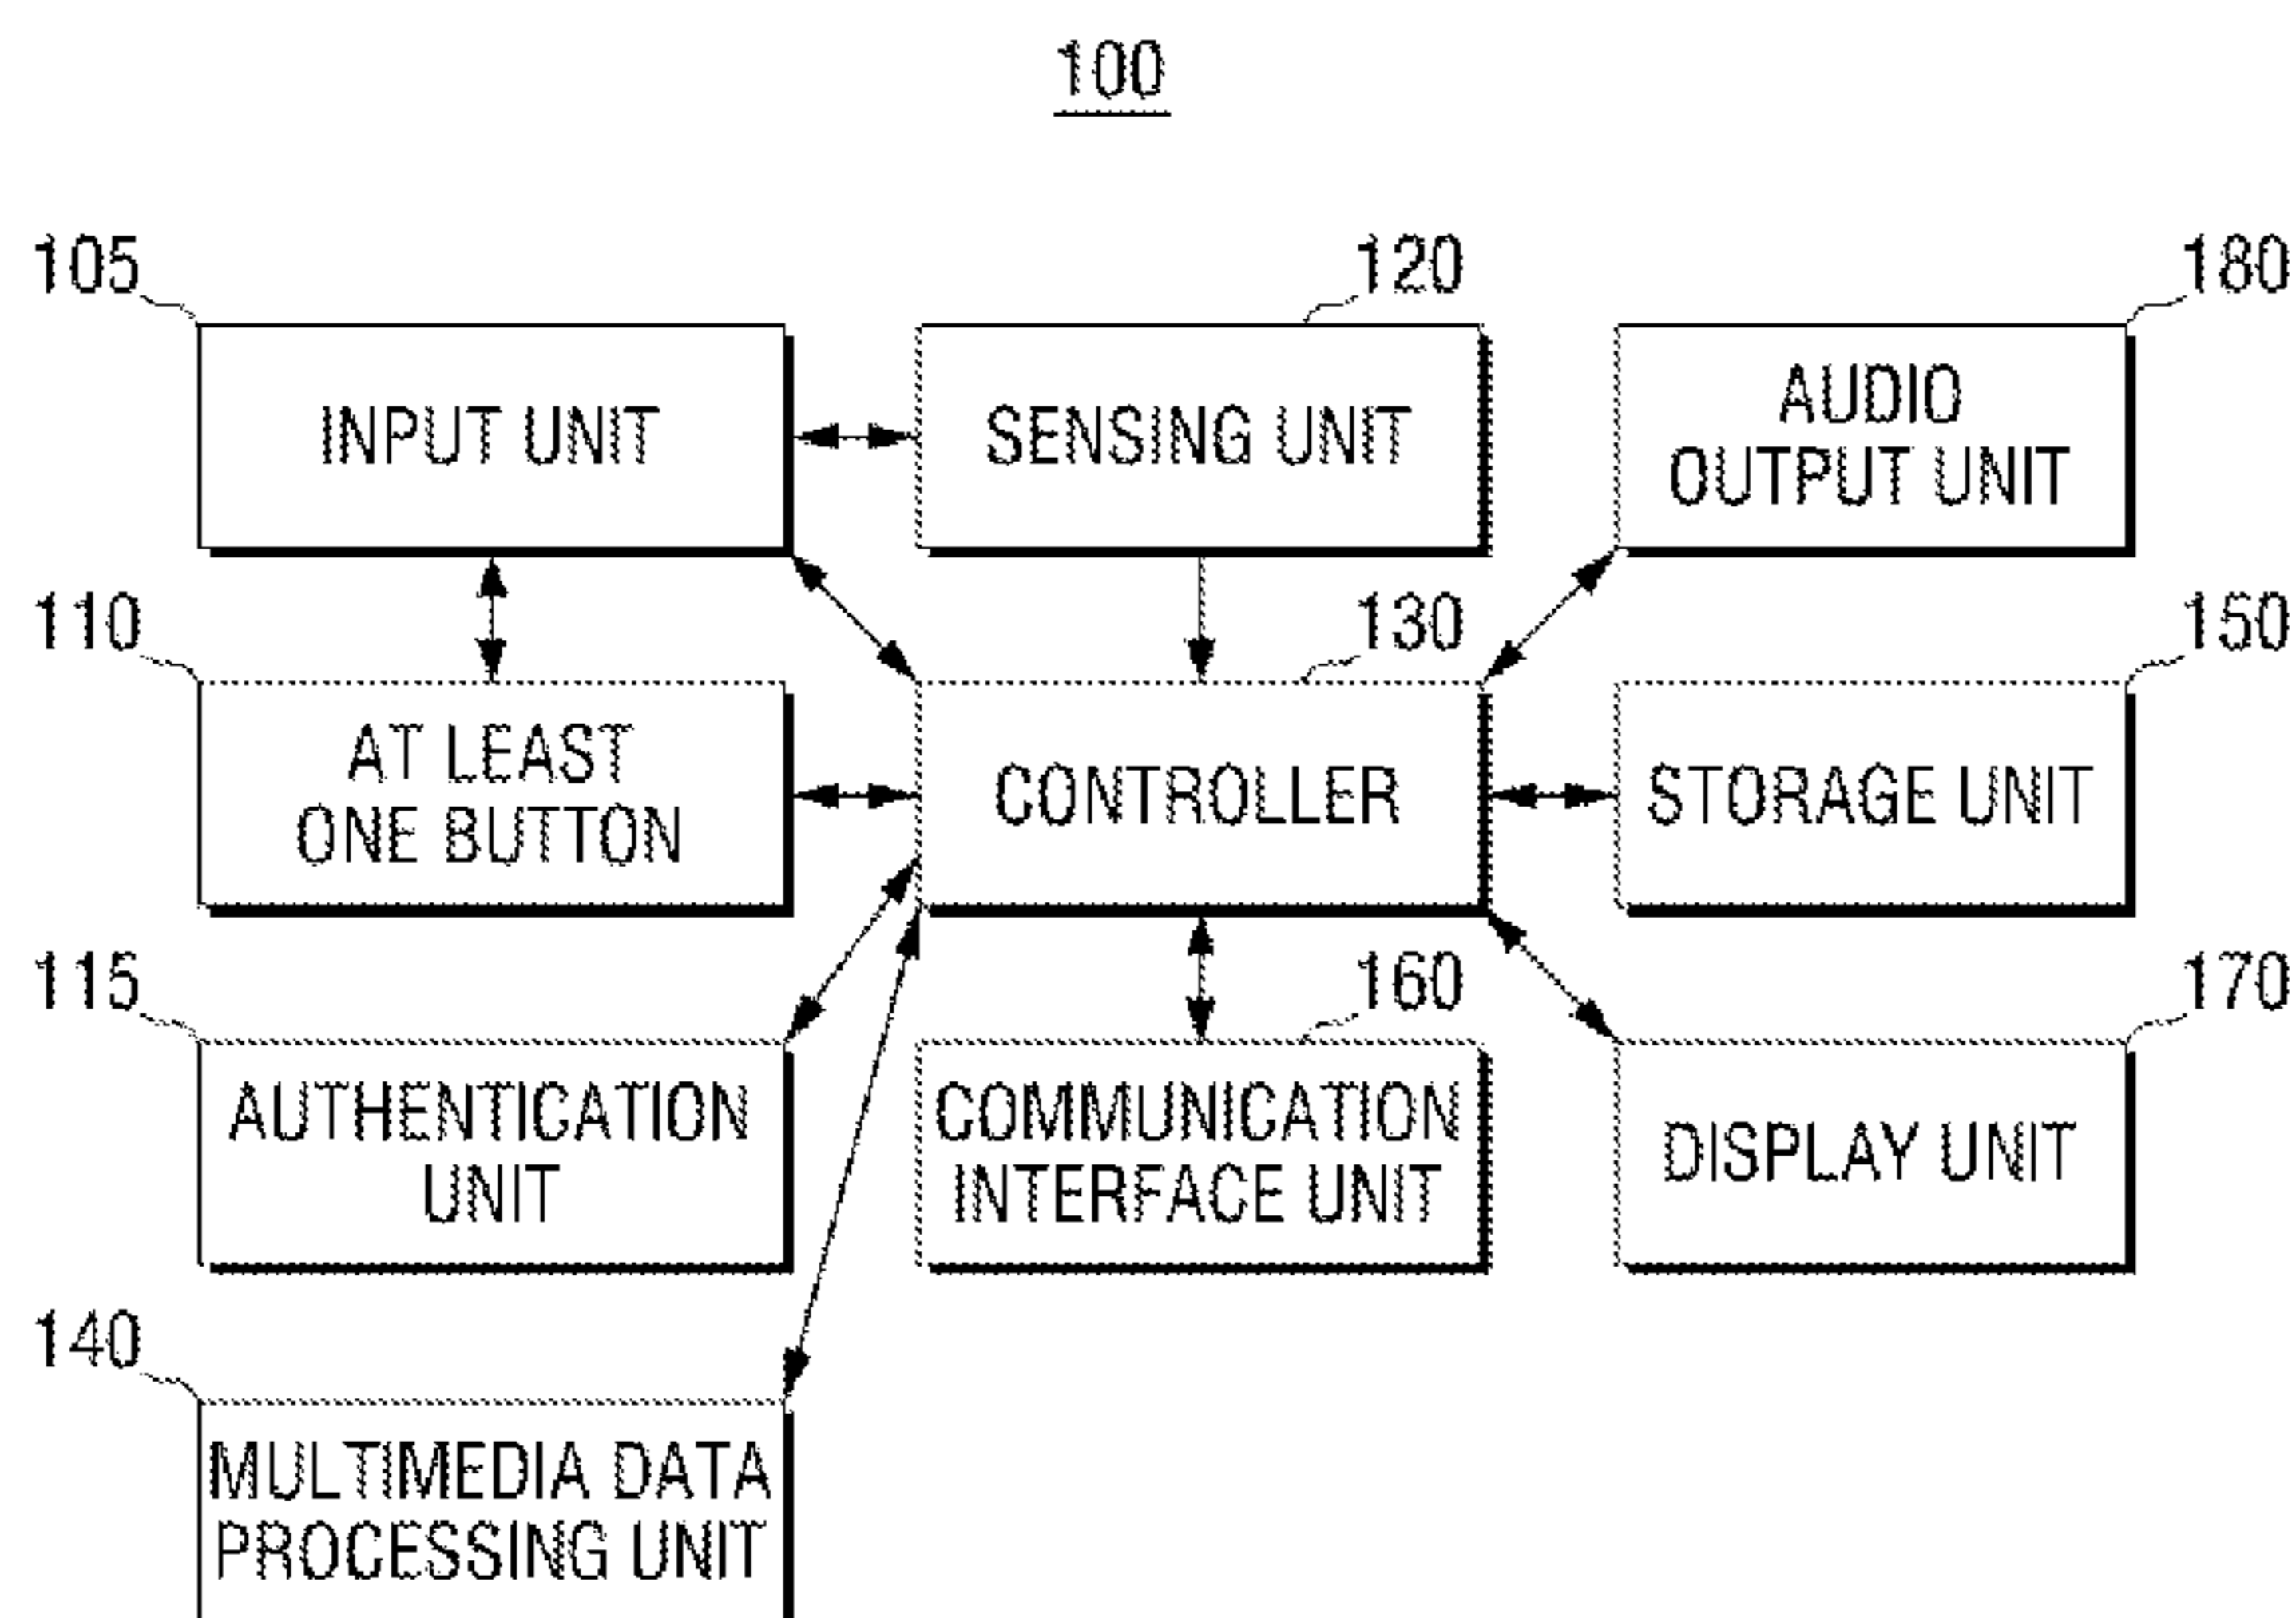 100
105
120
180
INPUT UNIT
SENSING UNIT
AUDIO
OUTPUT UNIT
110
130
150
AT LEAST
ONE BUTTON
CONTROLLER
STORAGE UNIT
115
160
170
AUTHENTICATION
UNIT
COMMUNICATION
INTERFACE UNIT
DISPLAY UNIT
140
MULTIMEDIA DATA
PROCESSING UNIT